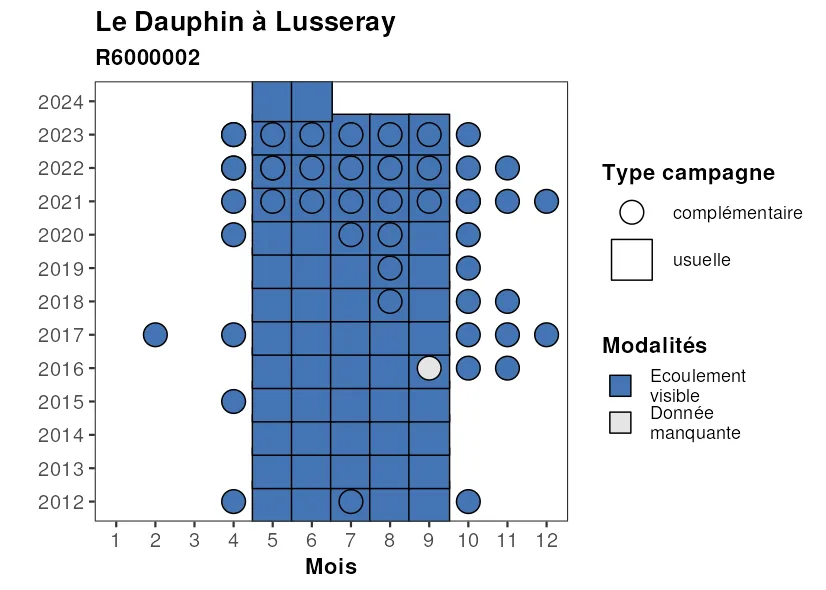 Le Dauphin à Lusseray
R6000002
2024
2023
2022
2021
2020
2019
2018
2017
2016
2015
2014
2013
2012
1 2 3 4 5 6 7 8 9 10 11 12
Mois
Type campagne
complémentaire
usuelle
Modalités
Ecoulement
visible
Donnée
manquante